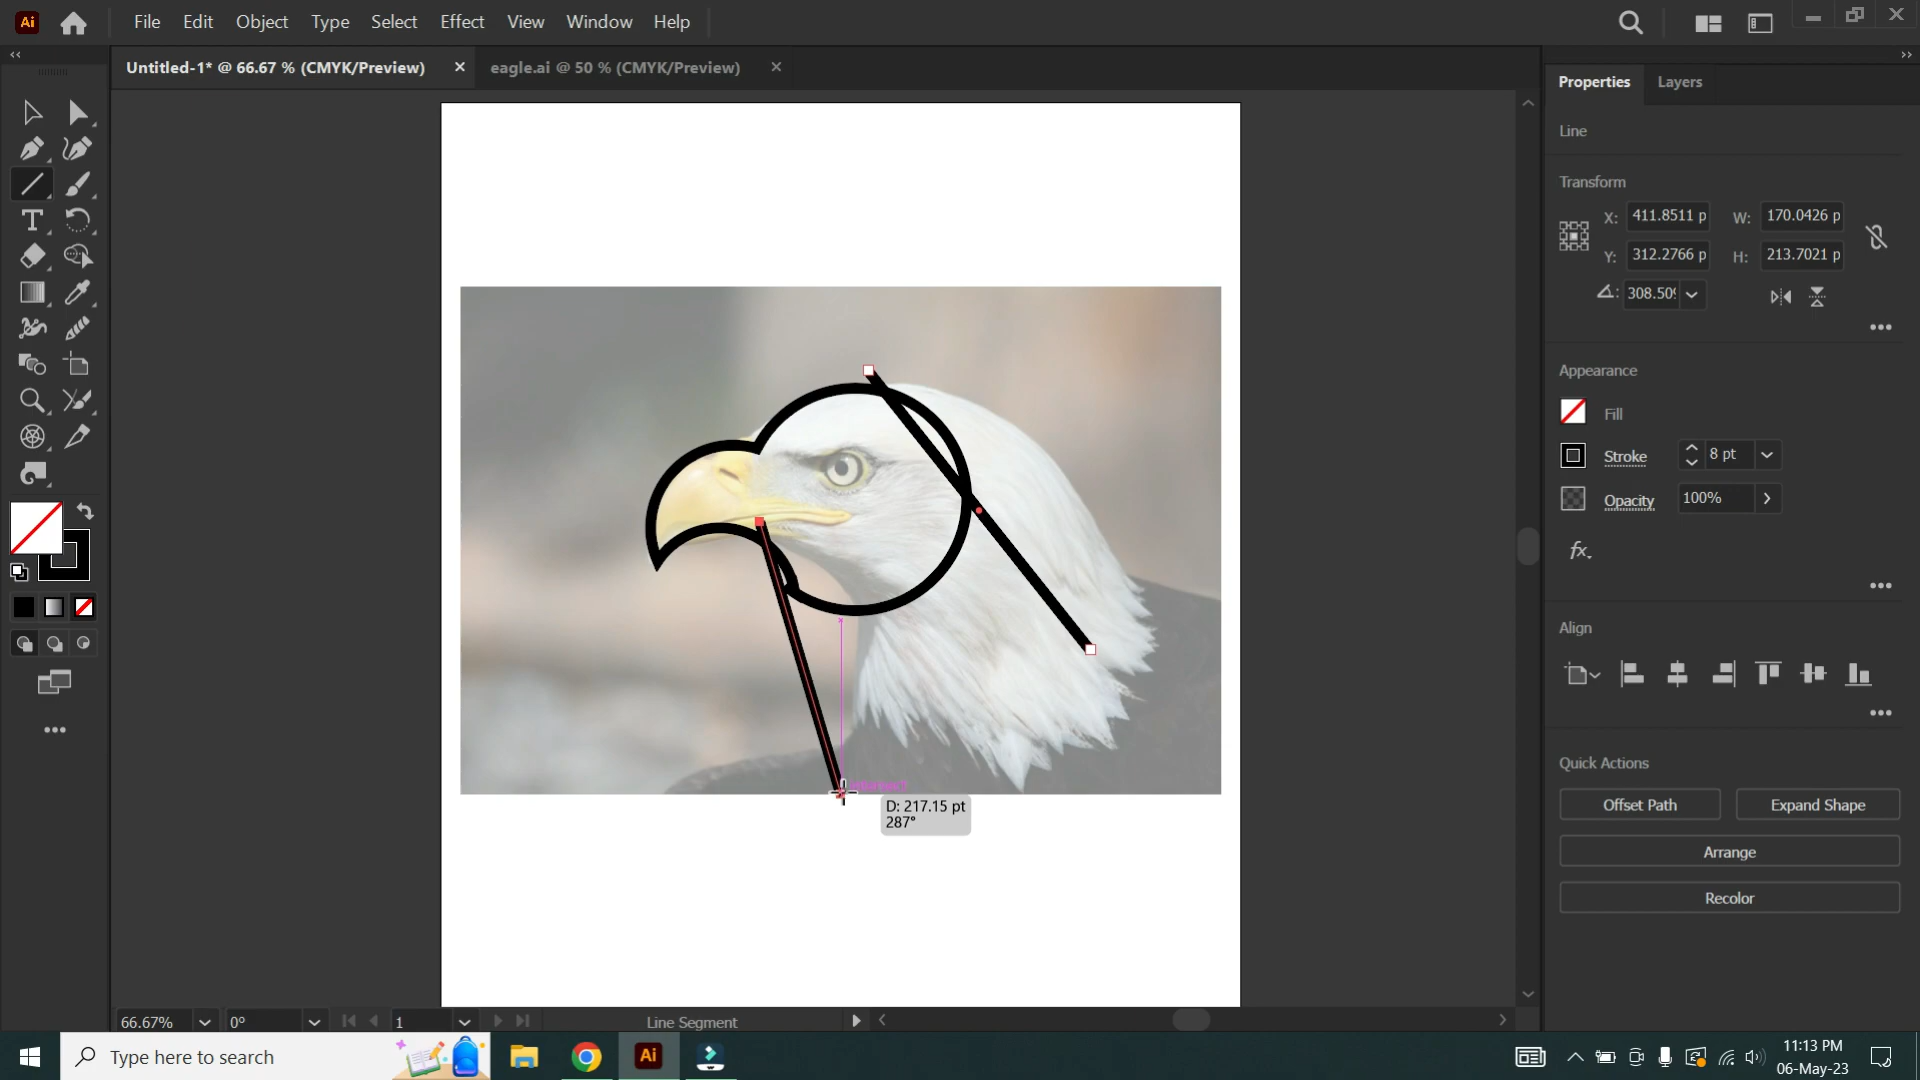 Ai File Edit Object Type Select Effect View Window Help
Untitled-1* @ 66.67 % (CMYK/Preview) eagle.ai @ 50 % (CMYK/Preview)
Properties Layers
Line
Transform
X: 411.8511 p W: 170.0426 p
Y: 312.2766 p H: 213.7021 p
308.50
Appearance
Fill
Stroke 8 pt
Opacity 100%
fx.
Align
Quick Actions
Offset Path Expand Shape
Arrange
Recolor
D: 217.15 pt
287°
66.67% 0° 1 Line Segment
Type here to search
Ai
11:13 PM
06-May-23